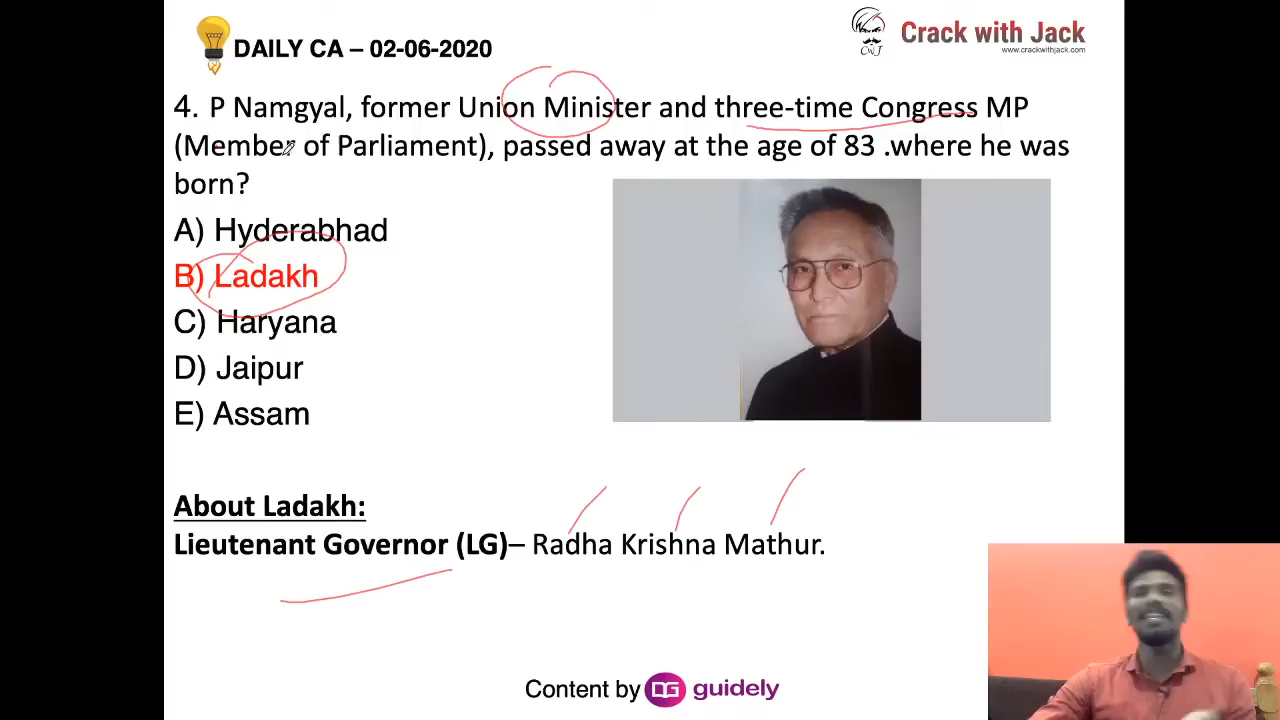 DAILY CA – 02-06-2020
Crack with Jack
www.crackwithjack.com
CWJ
4. P Namgyal, former Union Minister and three-time Congress MP
(Member of Parliament), passed away at the age of 83 .where he was
born?
A) Hyderabhad
B) Ladakh
C) Haryana
D) Jaipur
E) Assam
About Ladakh:
Lieutenant Governor (LG)– Radha Krishna Mathur.
Content by DG guidely